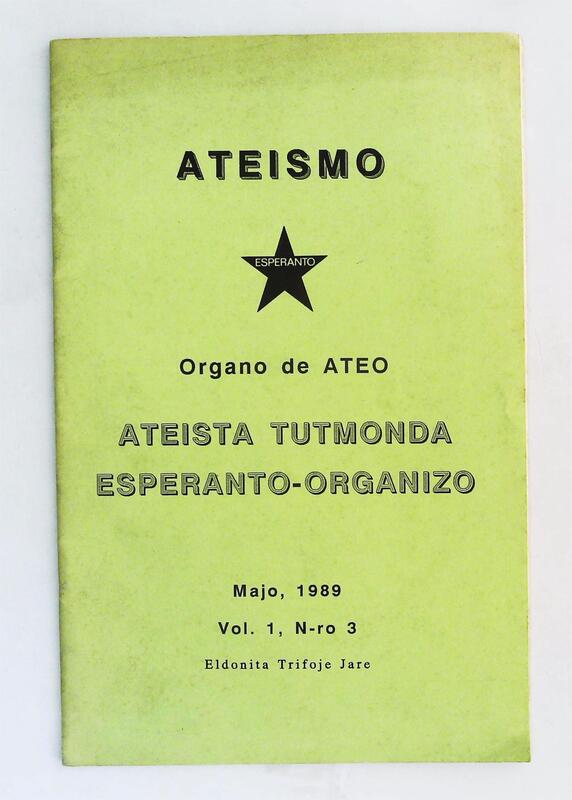 ATEISMO
ESPERANTO
Organo de ATEO
ATEISTA TUTMONDA
ESPERANTO-ORGANIZO
Majo, 1989
Vol. 1, N-ro 3
Eldonita Trifoje Jare